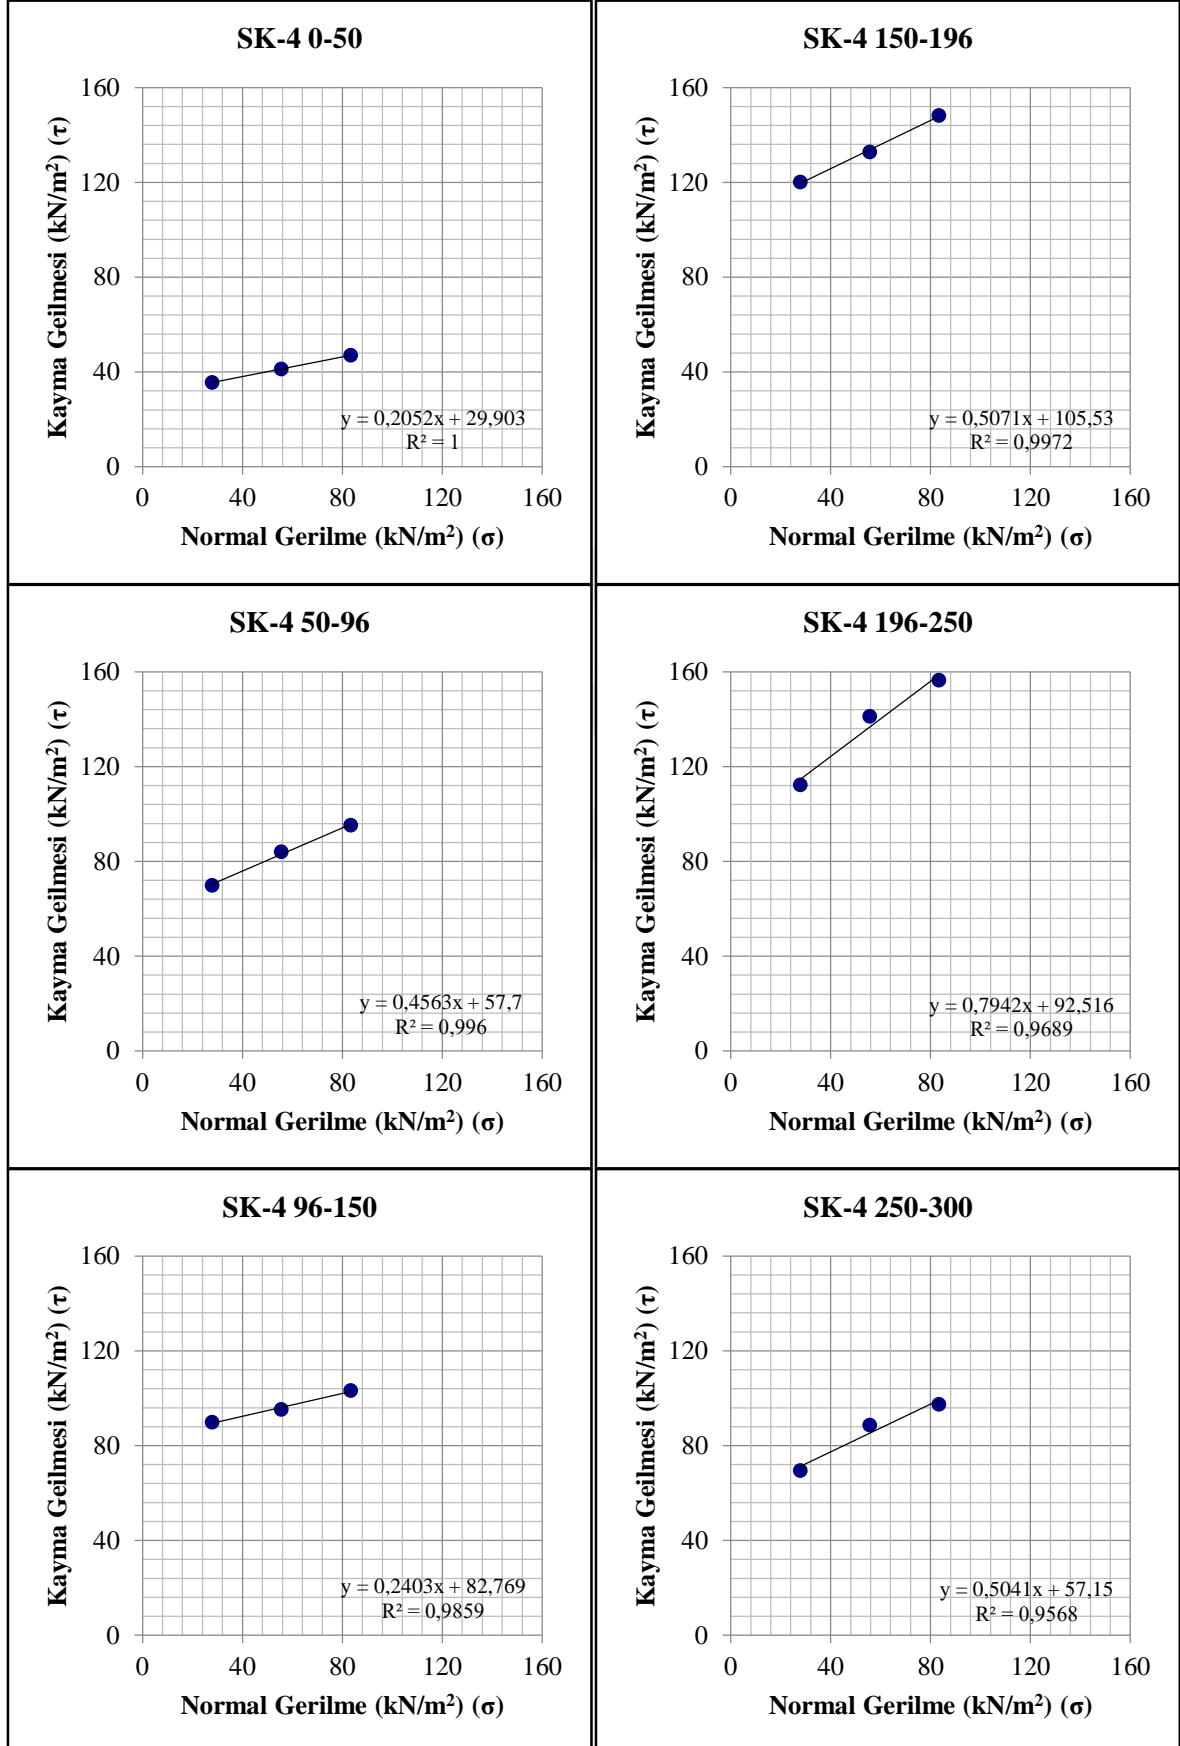 SK-4 0-50
160
120
80
40
0
0 40 80 120 160
Kayma Geilmesi (kN/m²) (τ)
Normal Gerilme (kN/m²) (σ)
y = 0,2052x + 29,903
R² = 1
SK-4 150-196
160
120
80
40
0
0 40 80 120 160
Kayma Geilmesi (kN/m²) (τ)
Normal Gerilme (kN/m²) (σ)
y = 0,5071x + 105,53
R² = 0,9972
SK-4 50-96
160
120
80
40
0
0 40 80 120 160
Kayma Geilmesi (kN/m²) (τ)
Normal Gerilme (kN/m²) (σ)
y = 0,4563x + 57,7
R² = 0,996
SK-4 196-250
160
120
80
40
0
0 40 80 120 160
Kayma Geilmesi (kN/m²) (τ)
Normal Gerilme (kN/m²) (σ)
y = 0,7942x + 92,516
R² = 0,9689
SK-4 96-150
160
120
80
40
0
0 40 80 120 160
Kayma Geilmesi (kN/m²) (τ)
Normal Gerilme (kN/m²) (σ)
y = 0,2403x + 82,769
R² = 0,9859
SK-4 250-300
160
120
80
40
0
0 40 80 120 160
Kayma Geilmesi (kN/m²) (τ)
Normal Gerilme (kN/m²) (σ)
y = 0,5041x + 57,15
R² = 0,9568